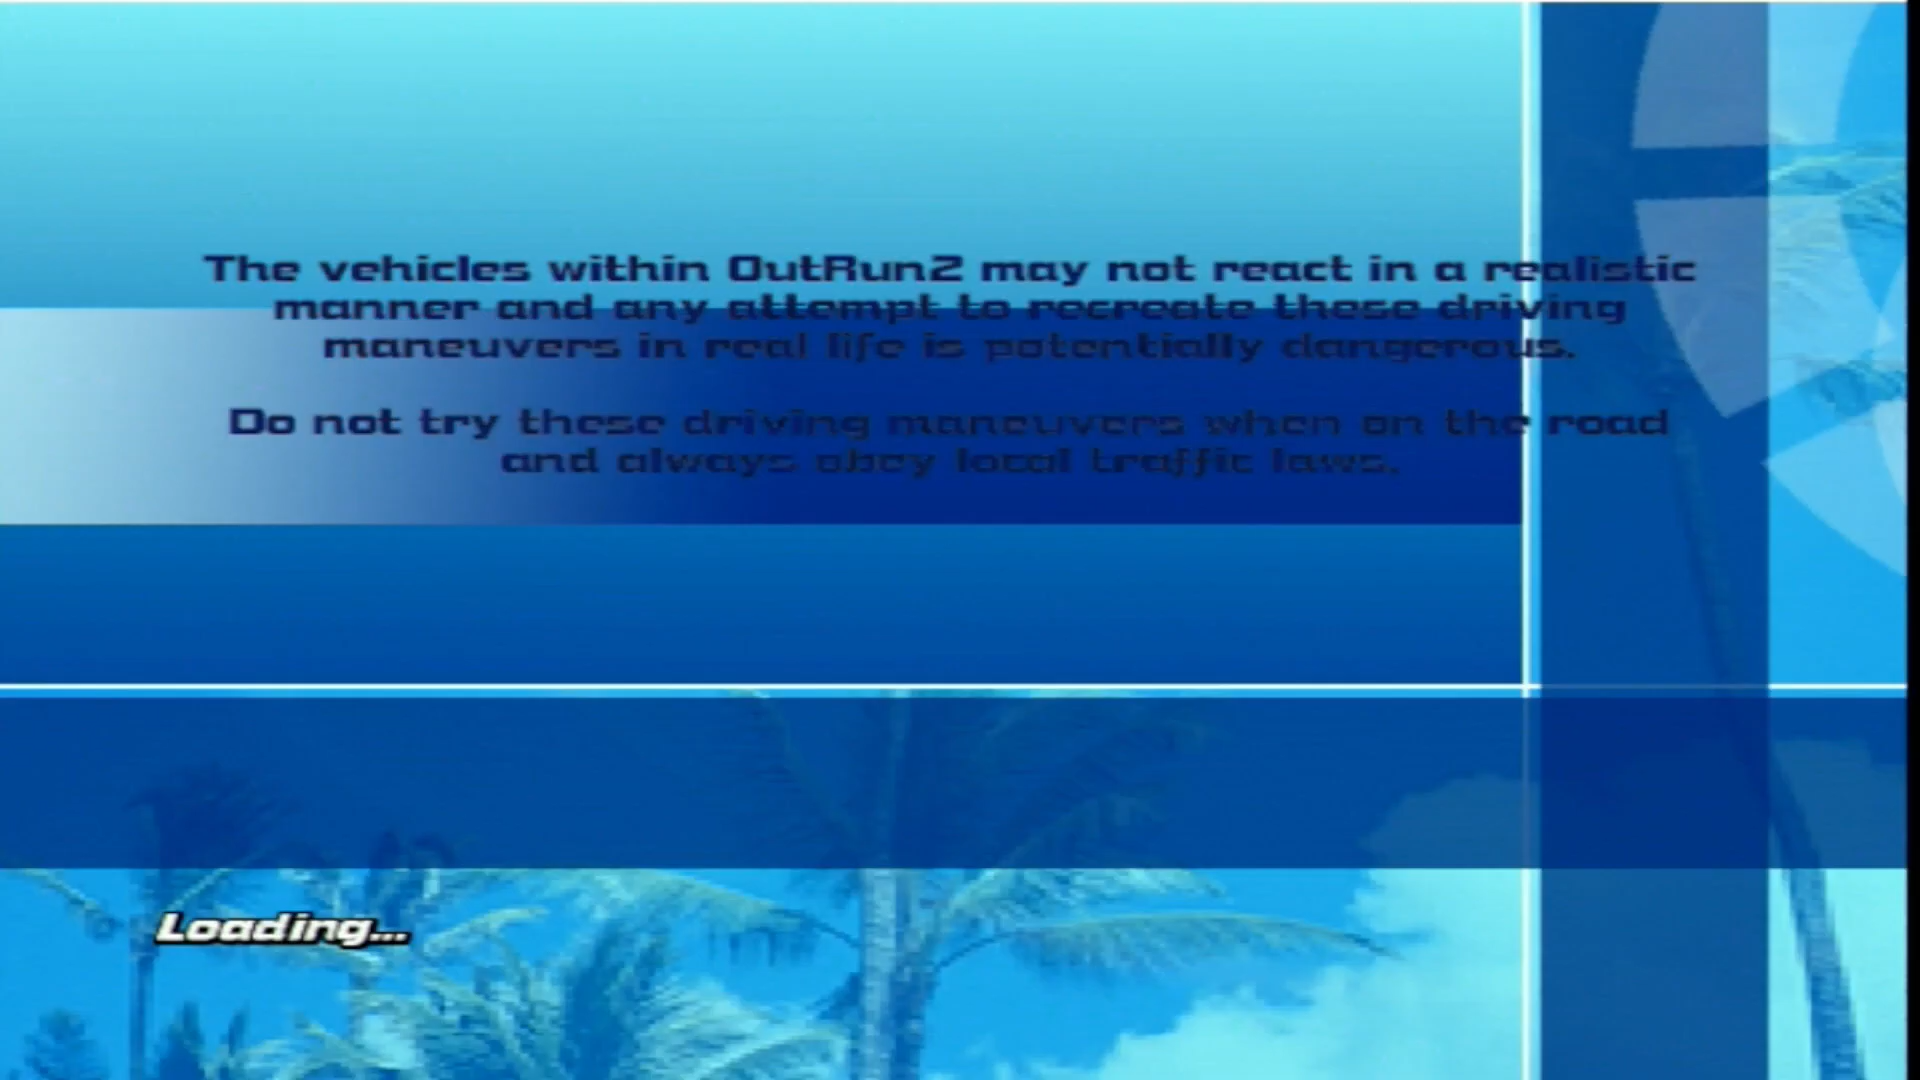 The vehicles within OutRun2 may not react in a realistic
manner and any attempt to recreate these driving
maneuvers in real life is potentially dangerous.
Do not try these driving maneuvers when on the road
and always obey local traffic laws.
Loading...